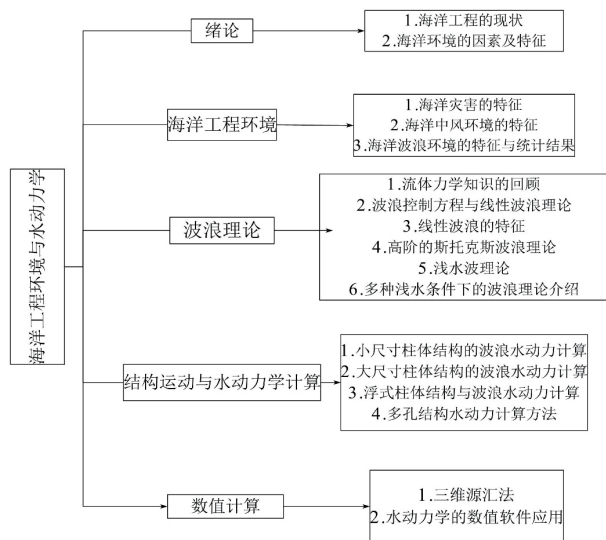 海洋工程环境与水动力学
绪论
1.海洋工程的现状
2.海洋环境的因素及特征
海洋工程环境
1.海洋灾害的特征
2.海洋中风环境的特征
3.海洋波浪环境的特征与统计结果
波浪理论
1.流体力学知识的回顾
2.波浪控制方程与线性波浪理论
3.线性波浪的特征
4.高阶的斯托克斯波浪理论
5.浅水波理论
6.多种浅水条件下的波浪理论介绍
结构运动与水动力学计算
1.小尺寸柱体结构的波浪水动力计算
2.大尺寸柱体结构的波浪水动力计算
3.浮式柱体结构与波浪水动力计算
4.多孔结构水动力计算方法
数值计算
1.三维源汇法
2.水动力学的数值软件应用